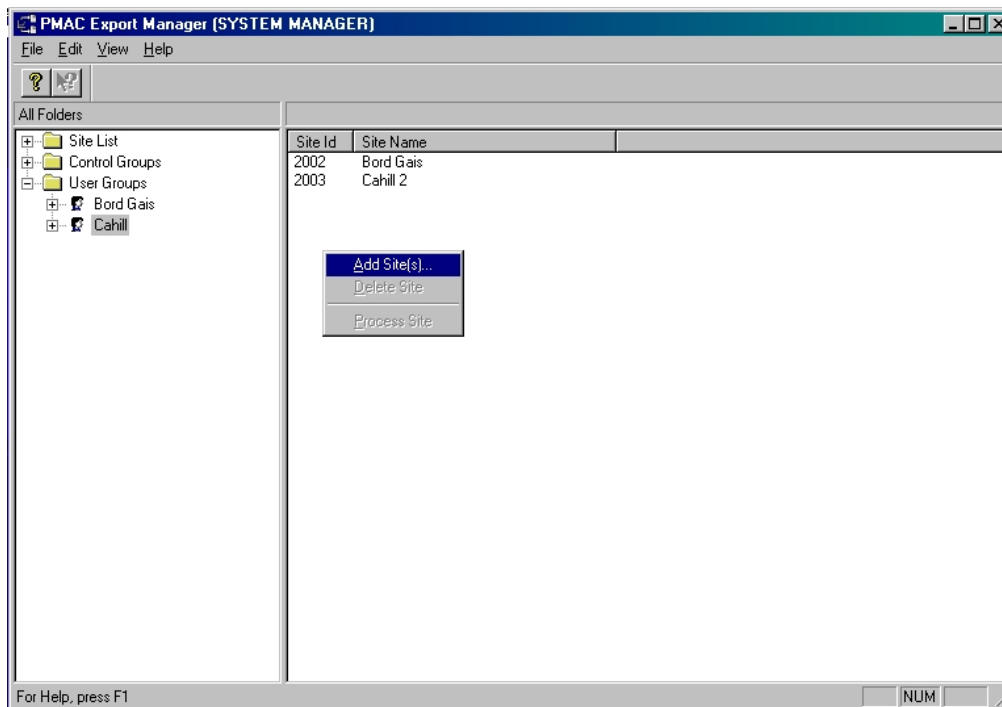 PMAC Export Manager (SYSTEM MANAGER)
File Edit View Help
All Folders
Site List
Control Groups
User Groups
Bord Gais
Cahill
Site Id Site Name
2002 Bord Gais
2003 Cahill 2
Add Site(s)...
Delete Site
Process Site
For Help, press F1
NUM